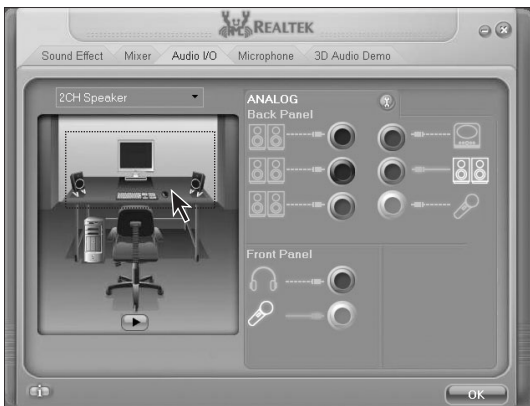 REALTEK
Sound Effect Mixer Audio I/O Microphone 3D Audio Demo
2CH Speaker
ANALOG
Back Panel
Front Panel
OK